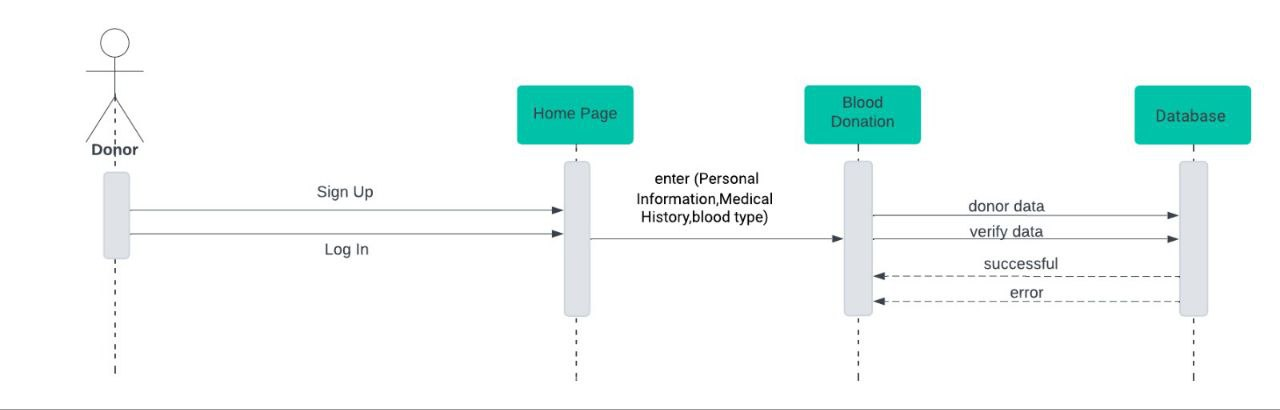 Donor
Home Page
Blood
Donation
Database
Sign Up
Log In
enter (Personal
Information,Medical
History,blood type)
donor data
verify data
successful
error